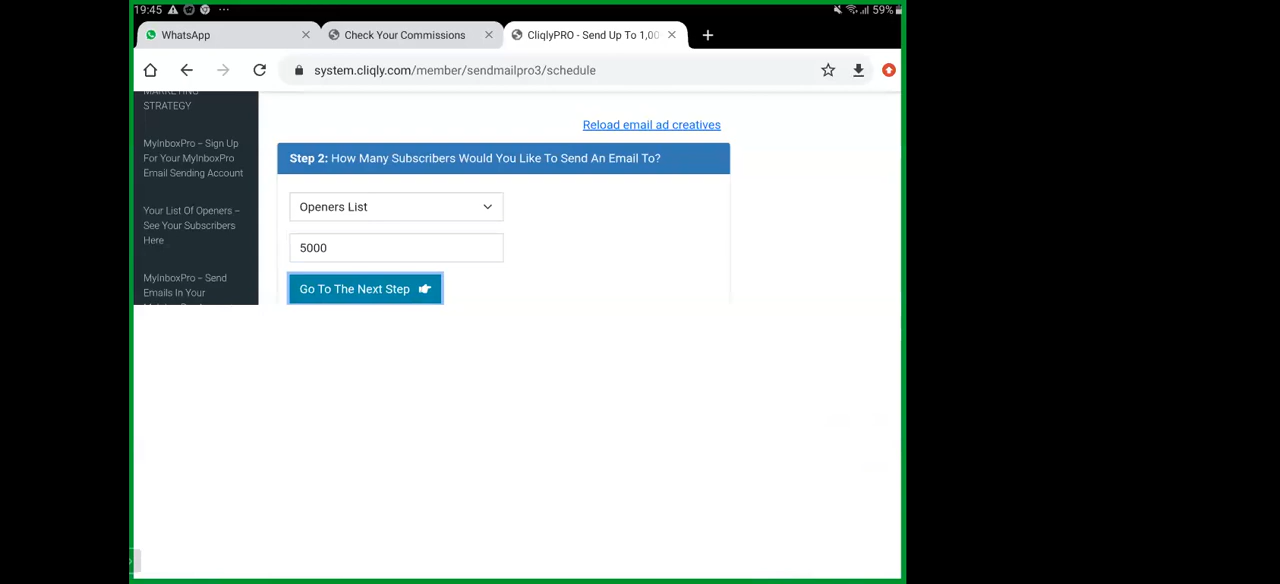 19:45
59%
WhatsApp
Check Your Commissions
CliqlyPRO - Send Up To 1,00
system.cliqly.com/member/sendmailpro3/schedule
MARKETING
STRATEGY
MyInboxPro – Sign Up
For Your MyInboxPro
Email Sending Account
Your List Of Openers –
See Your Subscribers
Here
MyInboxPro – Send
Emails In Your
Reload email ad creatives
Step 2: How Many Subscribers Would You Like To Send An Email To?
Openers List
5000
Go To The Next Step